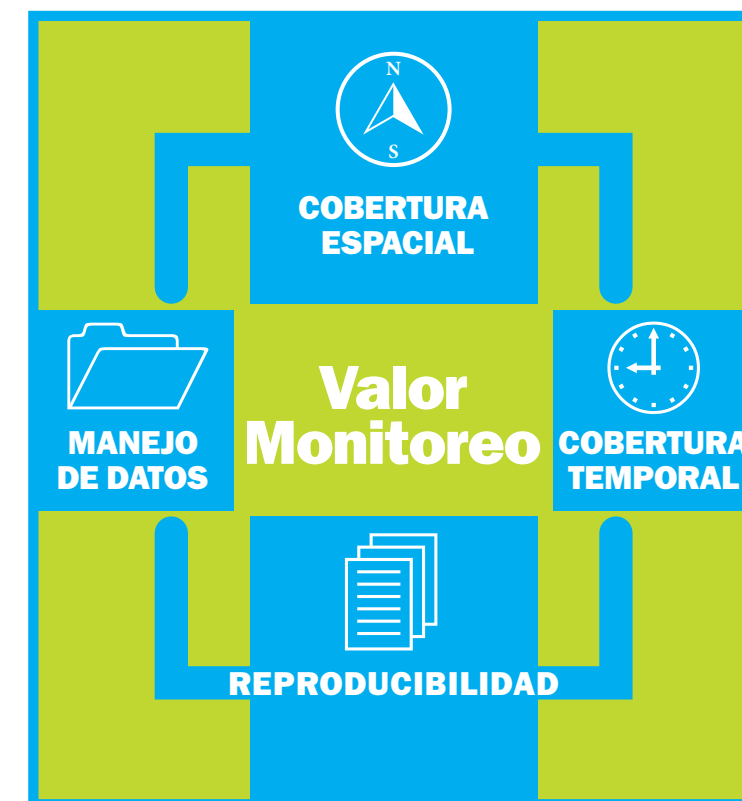 N
S
COBERTURA
ESPACIAL
MANEJO
DE DATOS
Valor
Monitoreo
COBERTURA
TEMPORAL
REPRODUCIBILIDAD